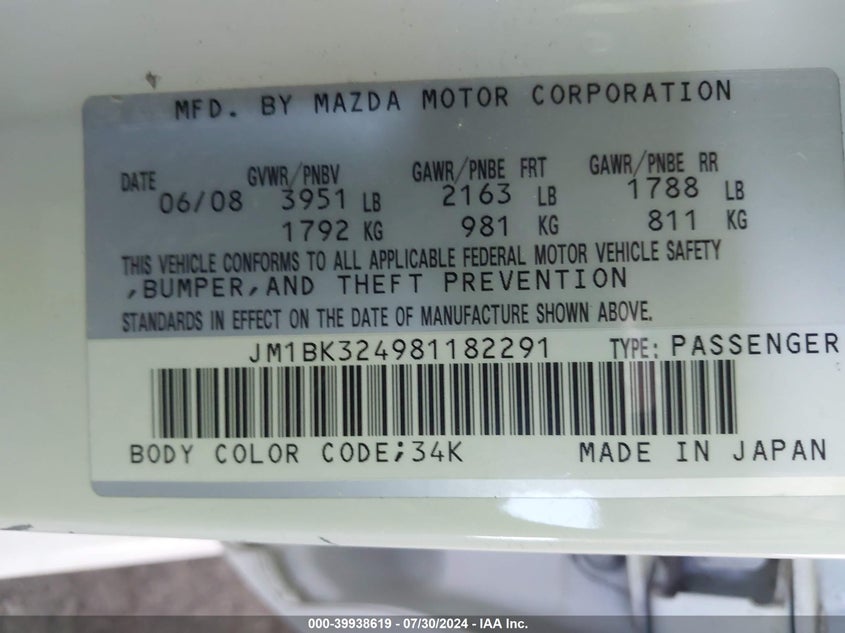 MFD. BY MAZDA MOTOR CORPORATION
DATE GVWR/PNBV GAWR/PNBE FRT GAWR/PNBE RR
06/08 3951 LB 2163 LB 1788 LB
1792 KG 981 KG 811 KG
THIS VEHICLE CONFORMS TO ALL APPLICABLE FEDERAL MOTOR VEHICLE SAFETY
,BUMPER,AND THEFT PREVENTION
STANDARDS IN EFFECT ON THE DATE OF MANUFACTURE SHOWN ABOVE.
JM1BK324981182291 TYPE: PASSENGER
BODY COLOR CODE;34K MADE IN JAPAN
000-39938619 - 07/30/2024 - IAA Inc.